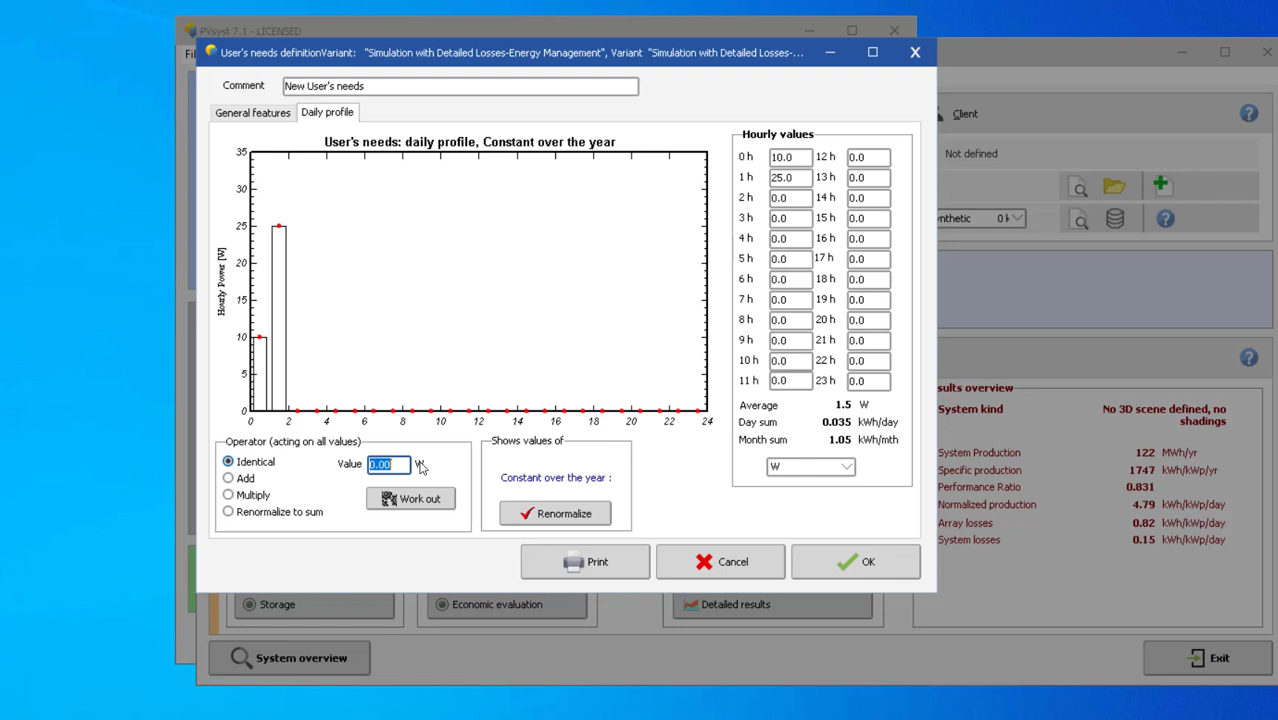 PVsyst 7.1 - LICENSED
User's needs definitionVariant: "Simulation with Detailed Losses-Energy Management", Variant "Simulation with Detailed Losses-...
Comment New User's needs
Client
General features Daily profile
User's needs: daily profile, Constant over the year
Hourly Power [W]
35
30
25
20
15
10
5
0
0 2 4 6 8 10 12 14 16 18 20 22 24
Hourly values
0 h 10.0 12 h 0.0
1 h 25.0 13 h 0.0
2 h 0.0 14 h 0.0
3 h 0.0 15 h 0.0
4 h 0.0 16 h 0.0
5 h 0.0 17 h 0.0
6 h 0.0 18 h 0.0
7 h 0.0 19 h 0.0
8 h 0.0 20 h 0.0
9 h 0.0 21 h 0.0
10 h 0.0 22 h 0.0
11 h 0.0 23 h 0.0
Average 1.5 W
Day sum 0.035 kWh/day
Month sum 1.05 kWh/mth
W
Operator (acting on all values)
Identical
Add
Multiply
Renormalize to sum
Value 0.00 W
Work out
Shows values of
Constant over the year :
Renormalize
Print Cancel OK
Not defined
System kind No 3D scene defined, no
shadings
System Production 122 MWh/yr
Specific production 1467 kWh/kWp/yr
Performance Ratio 0.831
Normalized production 4.79 kWh/kWp/day
Array losses 0.82 kWh/kWp/day
System losses 0.15 kWh/kWp/day
Storage Economic evaluation Detailed results
System overview Exit